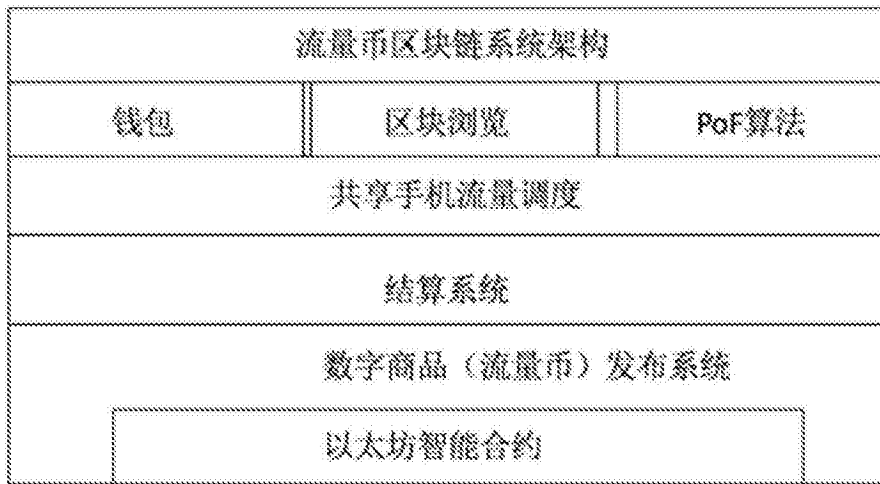 流量币区块链系统架构
钱包 区块浏览 PoF算法
共享手机流量调度
结算系统
数字商品（流量币）发布系统
以太坊智能合约